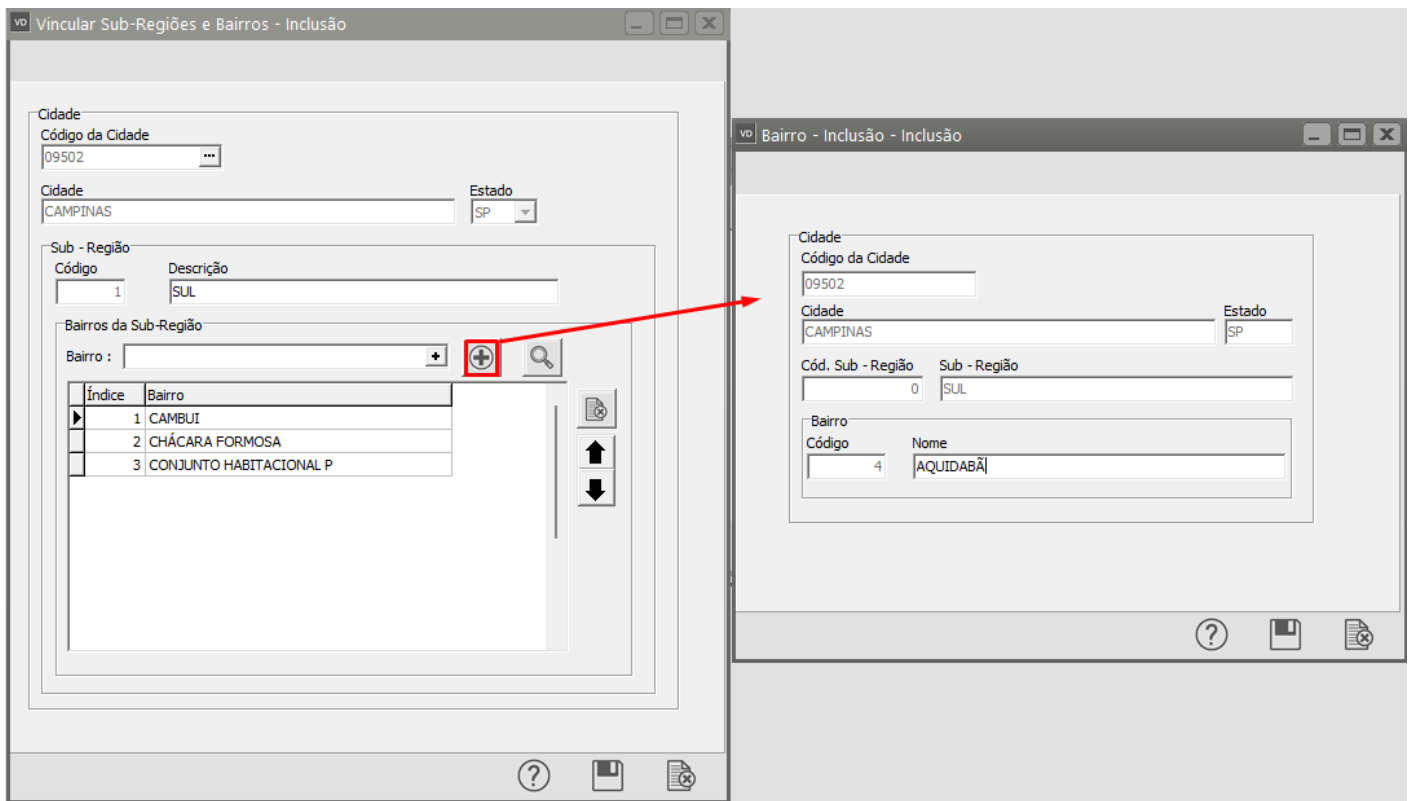 VD Vincular Sub-Regiões e Bairros - Inclusão
Cidade
Código da Cidade
09502 ...
Cidade Estado
CAMPINAS SP
Sub - Região
Código Descrição
1 SUL
Bairros da Sub-Região
Bairro :
Índice Bairro
1 CAMBUI
2 CHÁCARA FORMOSA
3 CONJUNTO HABITACIONAL P
VD Bairro - Inclusão - Inclusão
Cidade
Código da Cidade
09502
Cidade Estado
CAMPINAS SP
Cód. Sub - Região Sub - Região
0 SUL
Bairro
Código Nome
4 AQUIDABÃ